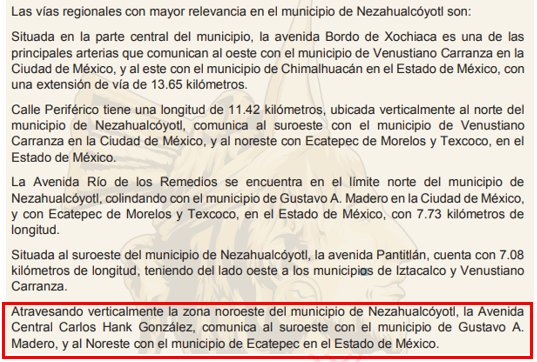 Las vías regionales con mayor relevancia en el municipio de Nezahualcóyotl son:
Situada en la parte central del municipio, la avenida Bordo de Xochiaca es una de las
principales arterias que comunican al oeste con el municipio de Venustiano Carranza en la
Ciudad de México, y al este con el municipio de Chimalhuacán en el Estado de México, con
una extensión de vía de 13.65 kilómetros.
Calle Periférico tiene una longitud de 11.42 kilómetros, ubicada verticalmente al norte del
municipio de Nezahualcóyotl, comunica al suroeste con el municipio de Venustiano
Carranza en la Ciudad de México, y al noreste con Ecatepec de Morelos y Texcoco, en el
Estado de México.
La Avenida Río de los Remedios se encuentra en el límite norte del municipio de
Nezahualcóyotl, colindando con el municipio de Gustavo A. Madero en la Ciudad de México,
y con Ecatepec de Morelos y Texcoco, en el Estado de México, con 7.73 kilómetros de
longitud.
Situada al suroeste del municipio de Nezahualcóyotl, la avenida Pantitlán, cuenta con 7.08
kilómetros de longitud, teniendo del lado oeste a los municipios de Iztacalco y Venustiano
Carranza.
Atravesando verticalmente la zona noroeste del municipio de Nezahualcóyotl, la Avenida
Central Carlos Hank González, comunica al suroeste con el municipio de Gustavo A.
Madero, y al Noreste con el municipio de Ecatepec en el Estado de México.